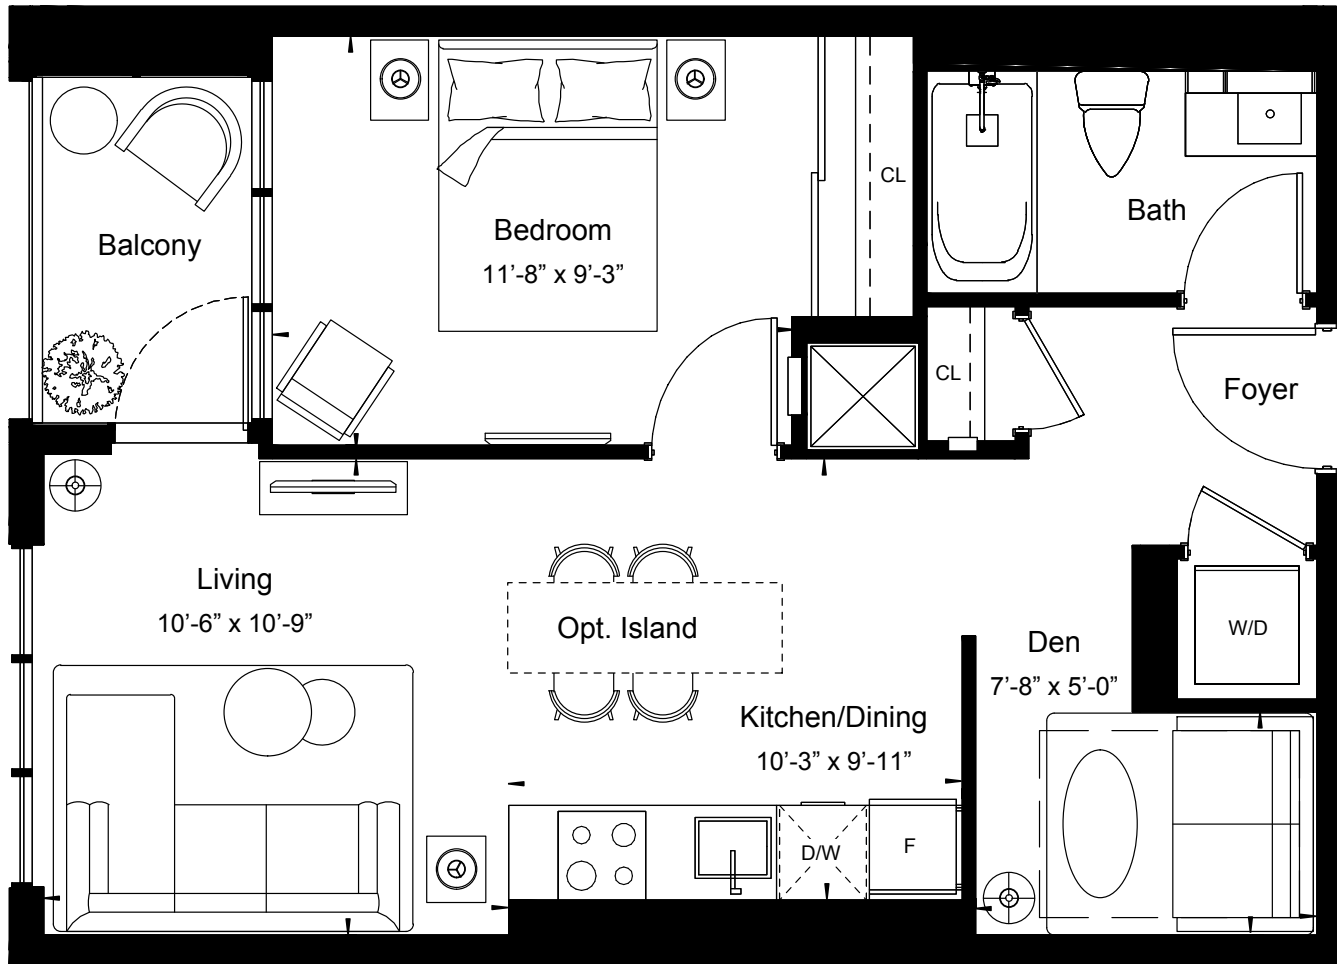 Balcony
Bedroom
11’-8” x 9’-3”
CL
Bath
CL
Foyer
Living
10’-6” x 10’-9”
Opt. Island
Kitchen/Dining
10’-3” x 9’-11”
Den
7’-8” x 5’-0”
W/D
D/W
F